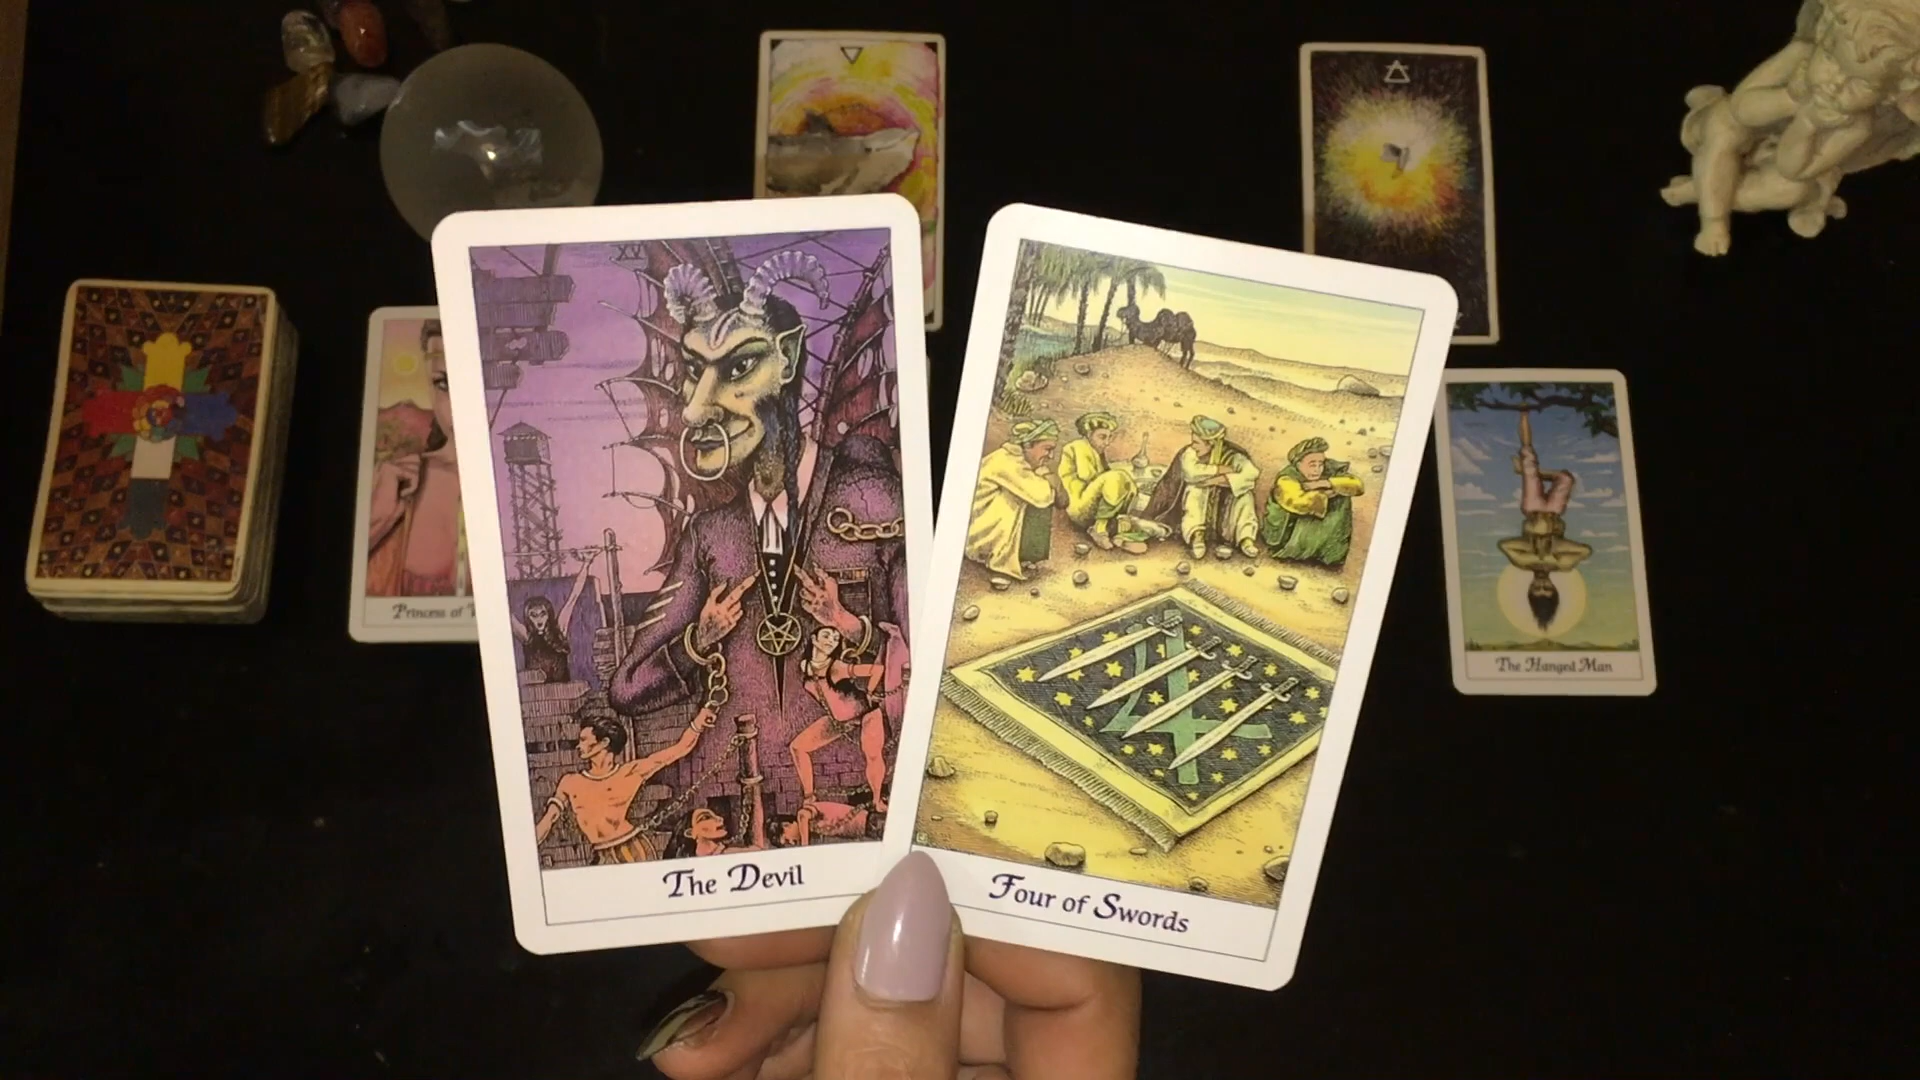 XV
The Devil
Four of Swords
Princess of
The Hanged Man